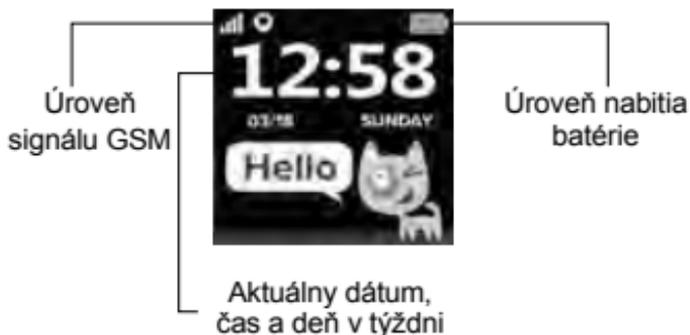 12:58
Úroveň
signálu GSM
03/18
SUNDAY
Úroveň nabitia
batérie
Hello
Aktuálny dátum,
čas a deň v týždni